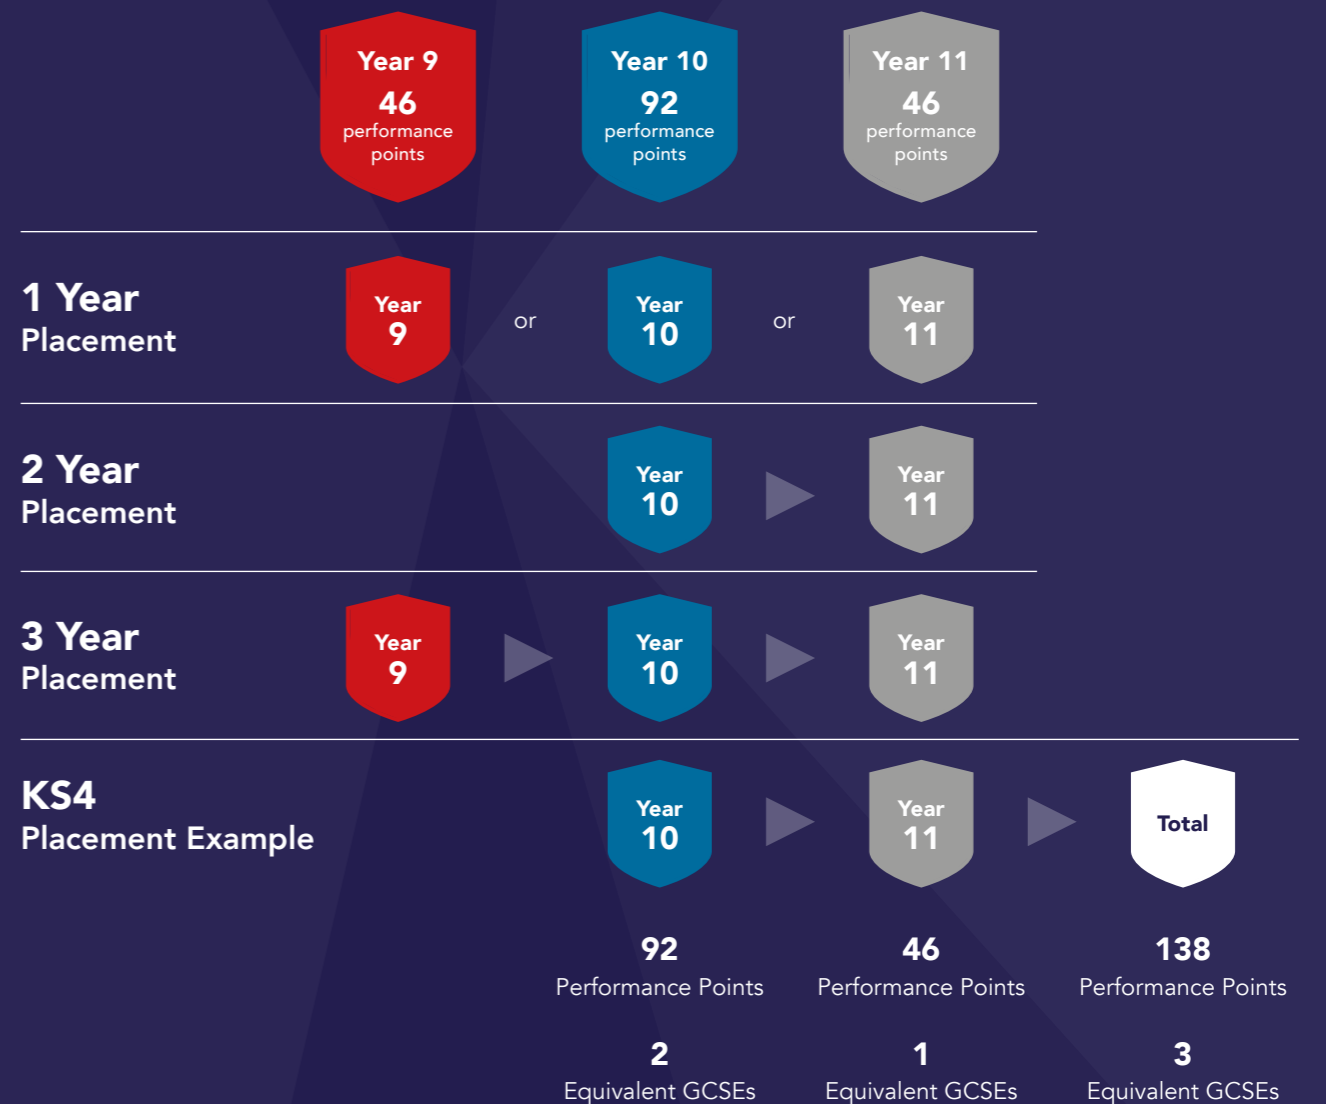 Year 9
46
performance
points
Year 10
92
performance
points
Year 11
46
performance
points
1 Year
Placement
Year
9
or
Year
10
or
Year
11
2 Year
Placement
Year
10
Year
11
3 Year
Placement
Year
9
Year
10
Year
11
KS4
Placement Example
Year
10
Year
11
Total
92
Performance Points
46
Performance Points
138
Performance Points
2
Equivalent GCSEs
1
Equivalent GCSEs
3
Equivalent GCSEs